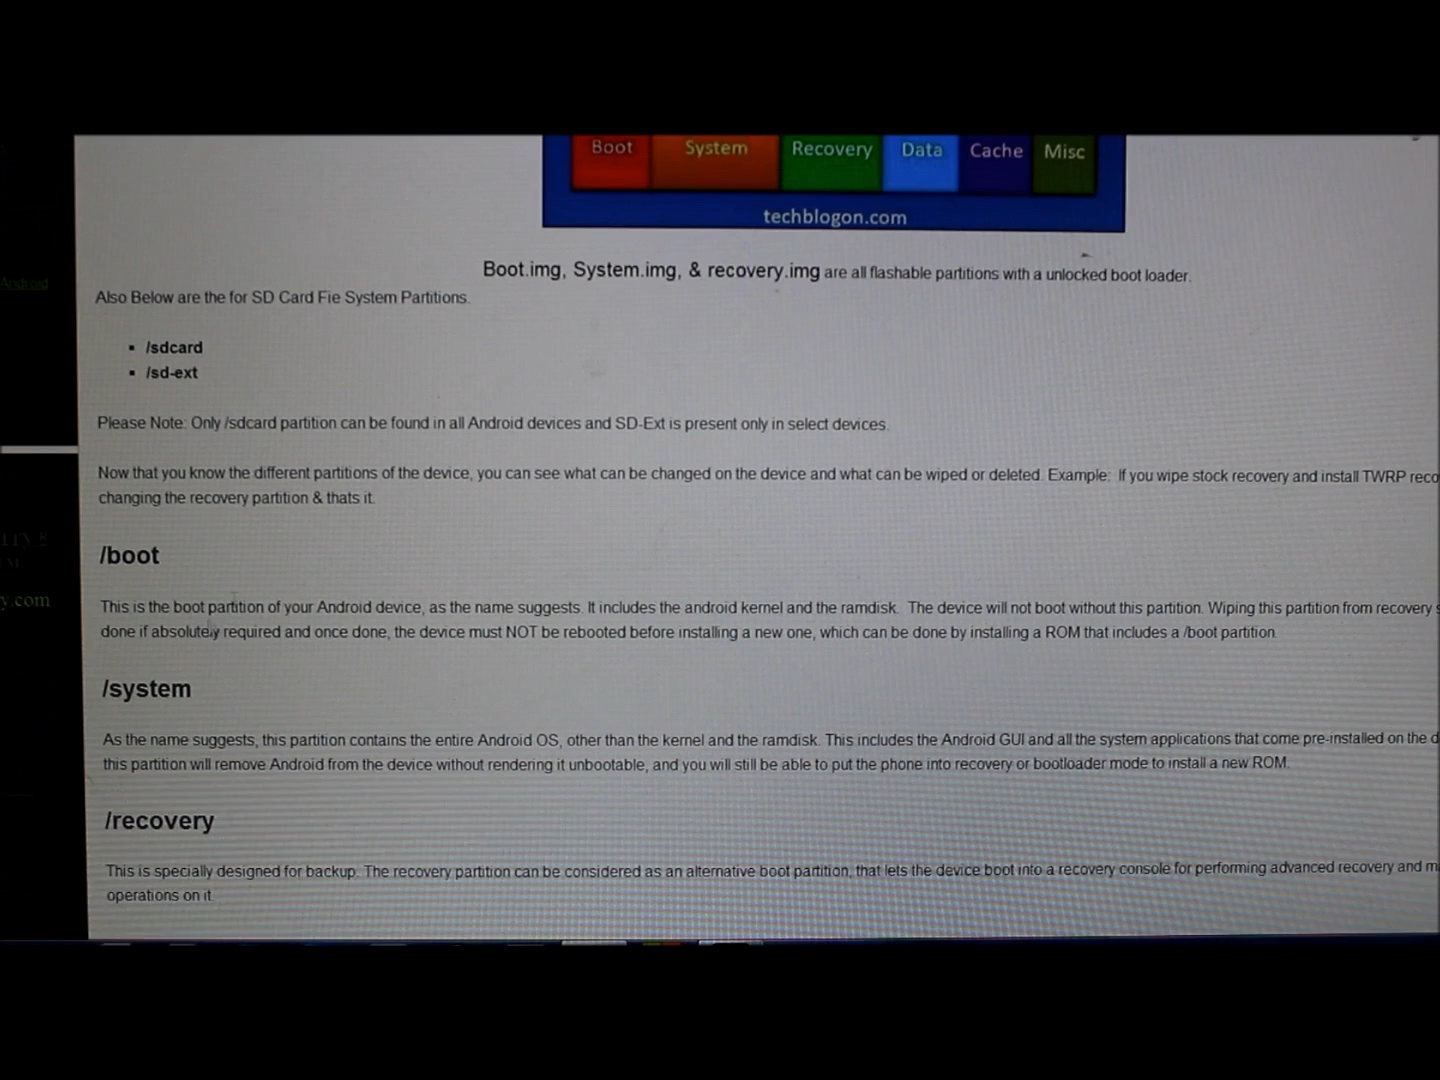 Boot System Recovery Data Cache Misc
techblogon.com
Boot.img, System.img, & recovery.img are all flashable partitions with a unlocked boot loader.
Also Below are the for SD Card Fie System Partitions.
▪ /sdcard
▪ /sd-ext
Please Note: Only /sdcard partition can be found in all Android devices and SD-Ext is present only in select devices.
Now that you know the different partitions of the device, you can see what can be changed on the device and what can be wiped or deleted. Example: If you wipe stock recovery and install TWRP reco
changing the recovery partition & thats it.
/boot
This is the boot partition of your Android device, as the name suggests. It includes the android kernel and the ramdisk. The device will not boot without this partition. Wiping this partition from recovery s
done if absolutely required and once done, the device must NOT be rebooted before installing a new one, which can be done by installing a ROM that includes a /boot partition.
/system
As the name suggests, this partition contains the entire Android OS, other than the kernel and the ramdisk. This includes the Android GUI and all the system applications that come pre-installed on the d
this partition will remove Android from the device without rendering it unbootable, and you will still be able to put the phone into recovery or bootloader mode to install a new ROM.
/recovery
This is specially designed for backup. The recovery partition can be considered as an alternative boot partition, that lets the device boot into a recovery console for performing advanced recovery and m
operations on it.
Android
y.com